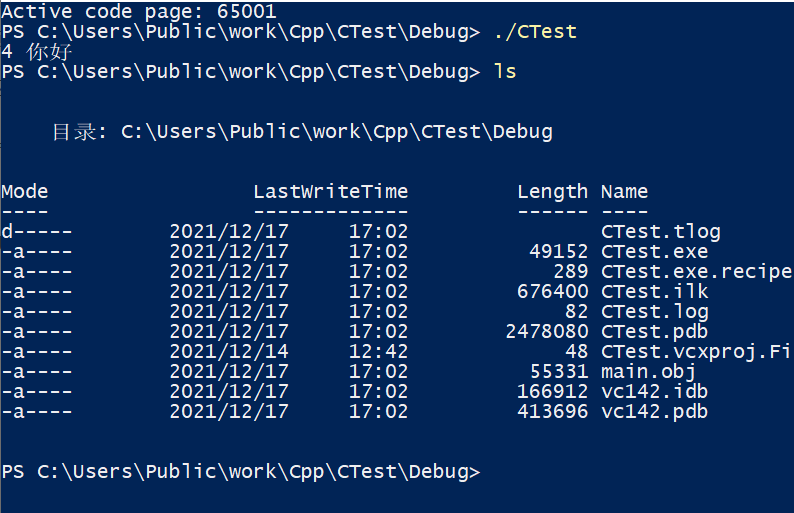 Active code page: 65001
PS C:\Users\Public\work\Cpp\CTest\Debug> ./CTest
4 你好
PS C:\Users\Public\work\Cpp\CTest\Debug> ls
目录: C:\Users\Public\work\Cpp\CTest\Debug
Mode LastWriteTime Length Name
---- ------------- ------ ----
d----- 2021/12/17 17:02 CTest.tlog
-a---- 2021/12/17 17:02 49152 CTest.exe
-a---- 2021/12/17 17:02 289 CTest.exe.recipe
-a---- 2021/12/17 17:02 676400 CTest.ilk
-a---- 2021/12/17 17:02 82 CTest.log
-a---- 2021/12/17 17:02 2478080 CTest.pdb
-a---- 2021/12/14 12:42 48 CTest.vcxproj.Fi
-a---- 2021/12/17 17:02 55331 main.obj
-a---- 2021/12/17 17:02 166912 vc142.idb
-a---- 2021/12/17 17:02 413696 vc142.pdb
PS C:\Users\Public\work\Cpp\CTest\Debug>